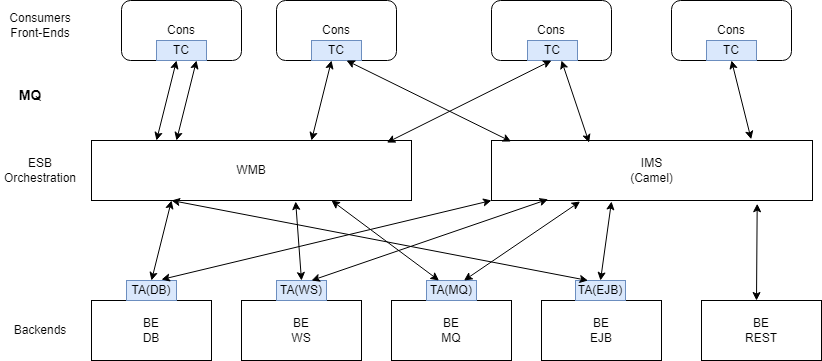 Consumers
Front-Ends
Cons
Cons
Cons
Cons
TC
TC
TC
TC
MQ
ESB
Orchestration
WMB
IMS
(Camel)
TA(DB)
TA(WS)
TA(MQ)
TA(EJB)
Backends
BE
DB
BE
WS
BE
MQ
BE
EJB
BE
REST